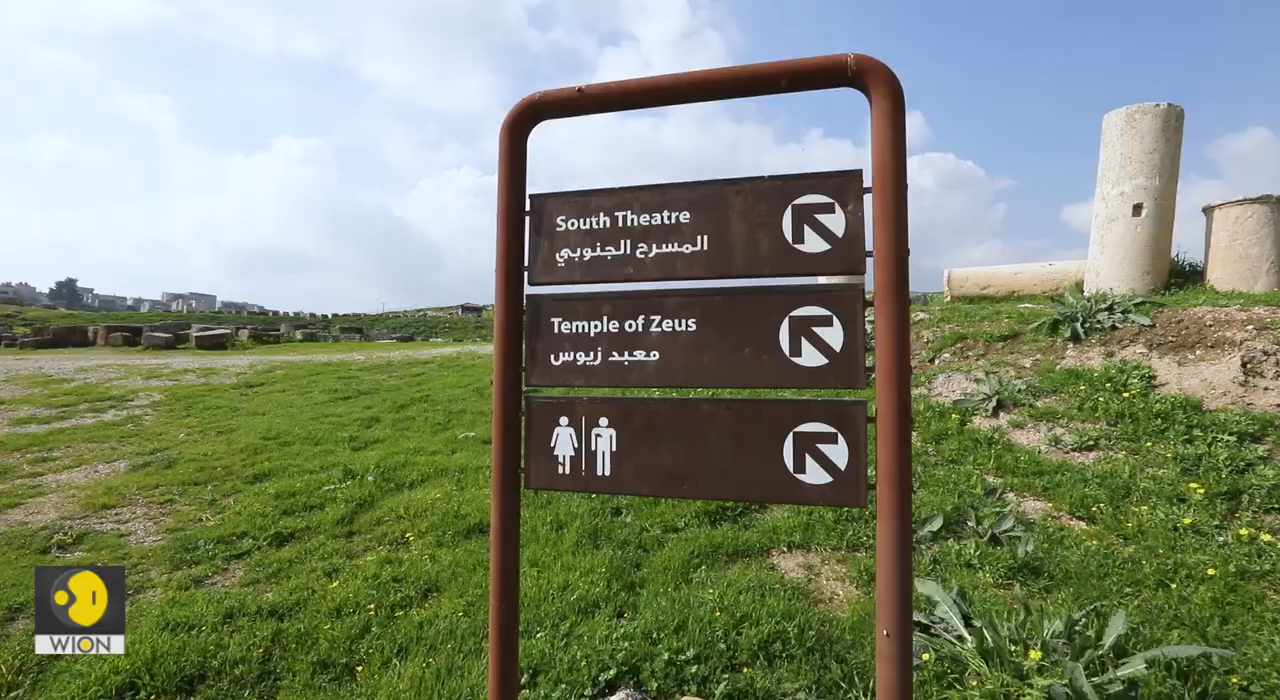 South Theatre
المسرح الجنوبي
Temple of Zeus
معبد زيوس
WION